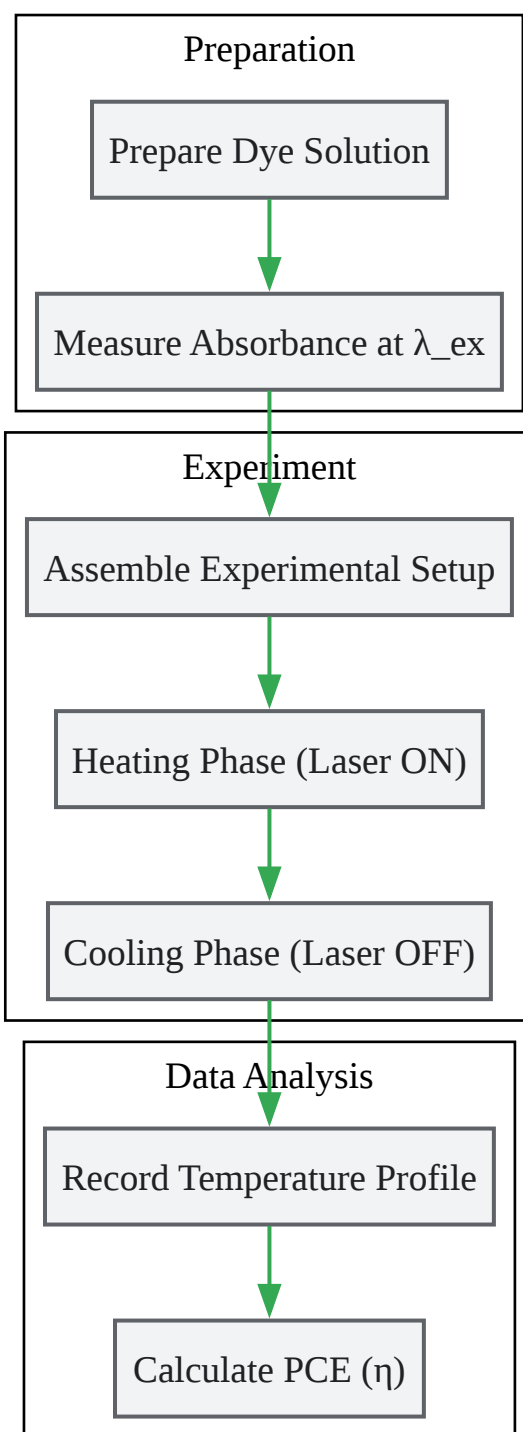 Preparation
Prepare Dye Solution
Measure Absorbance at λ_ex
Experiment
Assemble Experimental Setup
Heating Phase (Laser ON)
Cooling Phase (Laser OFF)
Data Analysis
Record Temperature Profile
Calculate PCE (η)